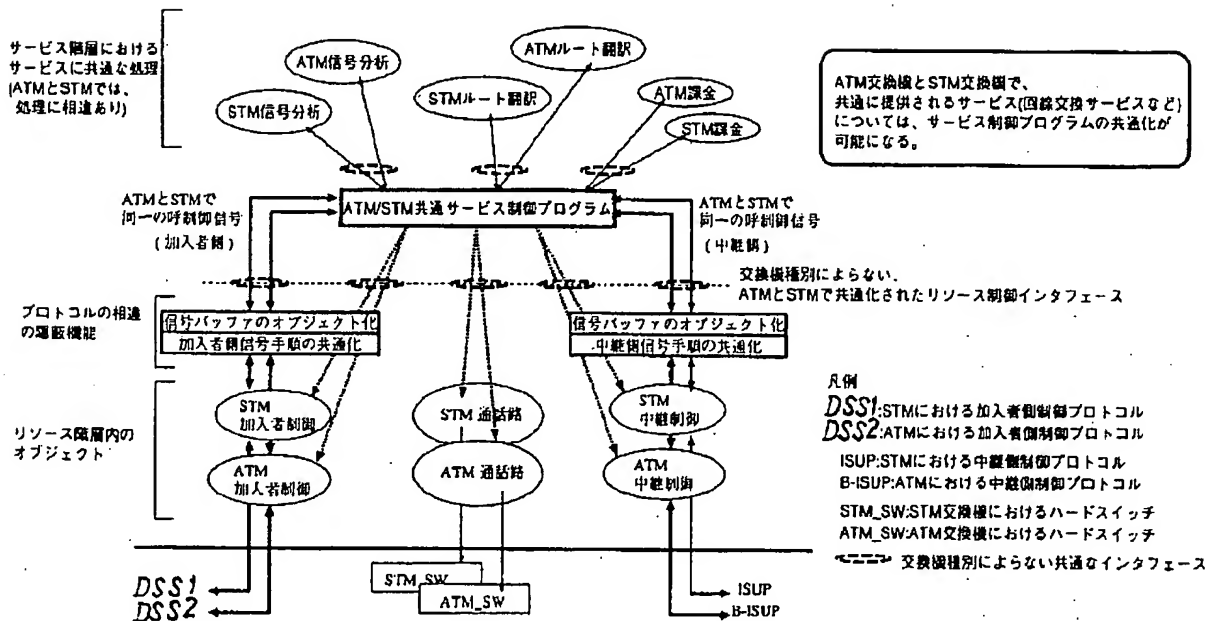 サービス階層における
サービスに共通な処理
(ATMとSTMでは、
処理に相違あり)
ATM信号分析
STM信号分析
ATMルート翻訳
STMルート翻訳
ATM課金
STM課金
ATM交換機とSTM交換機で、
共通に提供されるサービス(回線交換サービスなど)
については、サービス制御プログラムの共通化が
可能になる。
ATMとSTMで
同一の呼制御信号
(加入者側)
ATM/STM共通サービス制御プログラム
ATMとSTMで
同一の呼制御信号
(中継側)
交換機種別によらない、
ATMとSTMで共通化されたリソース制御インタフェース
プロトコルの相違
の隠蔽機能
信号バッファのオブジェクト化
加入者側信号手順の共通化
信号バッファのオブジェクト化
中継側信号手順の共通化
リソース階層内の
オブジェクト
STM
加入者制御
ATM
加入者制御
STM 通話路
ATM 通話路
STM
中継制御
ATM
中継制御
凡例
DSS1:STMにおける加入者側制御プロトコル
DSS2:ATMにおける加入者側制御プロトコル
ISUP:STMにおける中継側制御プロトコル
B-ISUP:ATMにおける中継側制御プロトコル
STM_SW:STM交換機におけるハードスイッチ
ATM_SW:ATM交換機におけるハードスイッチ
交換機種別によらない共通なインタフェース
DSS1
DSS2
STM_SW
ATM_SW
ISUP
B-ISUP